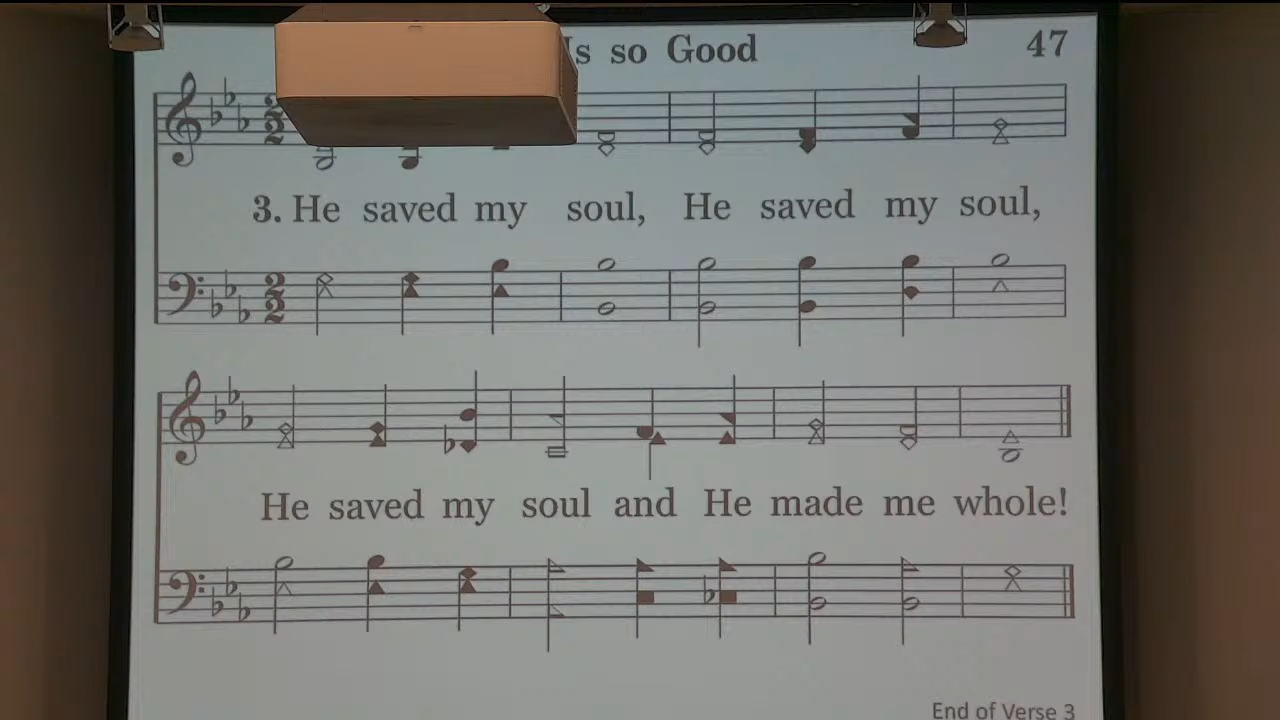 Is so Good
47
3. He saved my soul, He saved my soul,
He saved my soul and He made me whole!
End of Verse 3